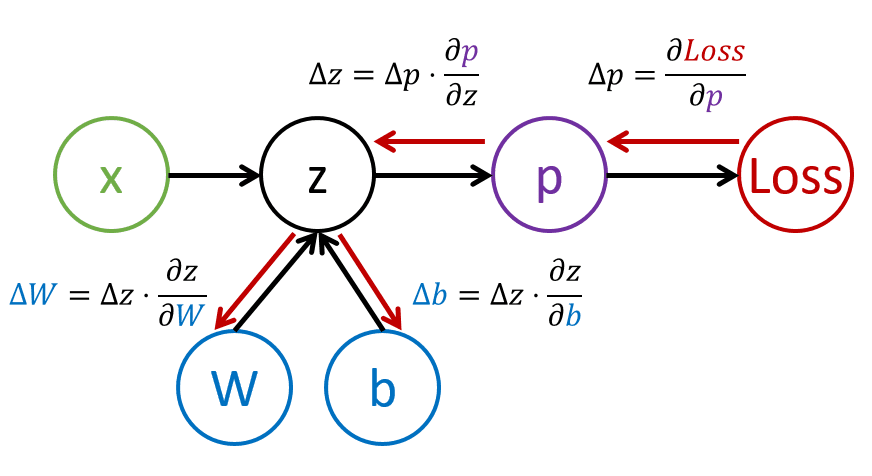 Δz = Δp · ∂p/∂z
Δp = ∂Loss/∂p
x
z
p
Loss
ΔW = Δz · ∂z/∂W
Δb = Δz · ∂z/∂b
W
b